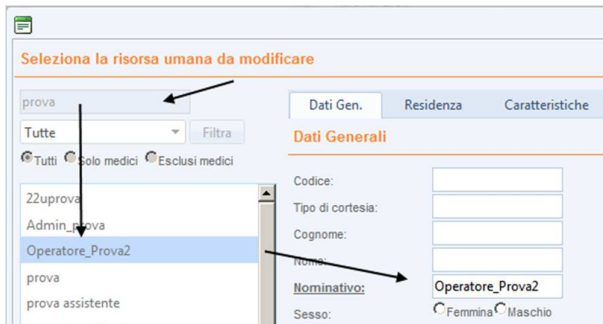 Seleziona la risorsa umana da modificare
prova
Tutte
Filtra
Tutti Solo medici Esclusi medici
22uprova
Admin_prova
Operatore_Prova2
prova
prova assistente
Dati Gen. Residenza Caratteristiche
Dati Generali
Codice:
Tipo di cortesia:
Cognome:
Nome:
Nominativo: Operatore_Prova2
Sesso: Femmina Maschio